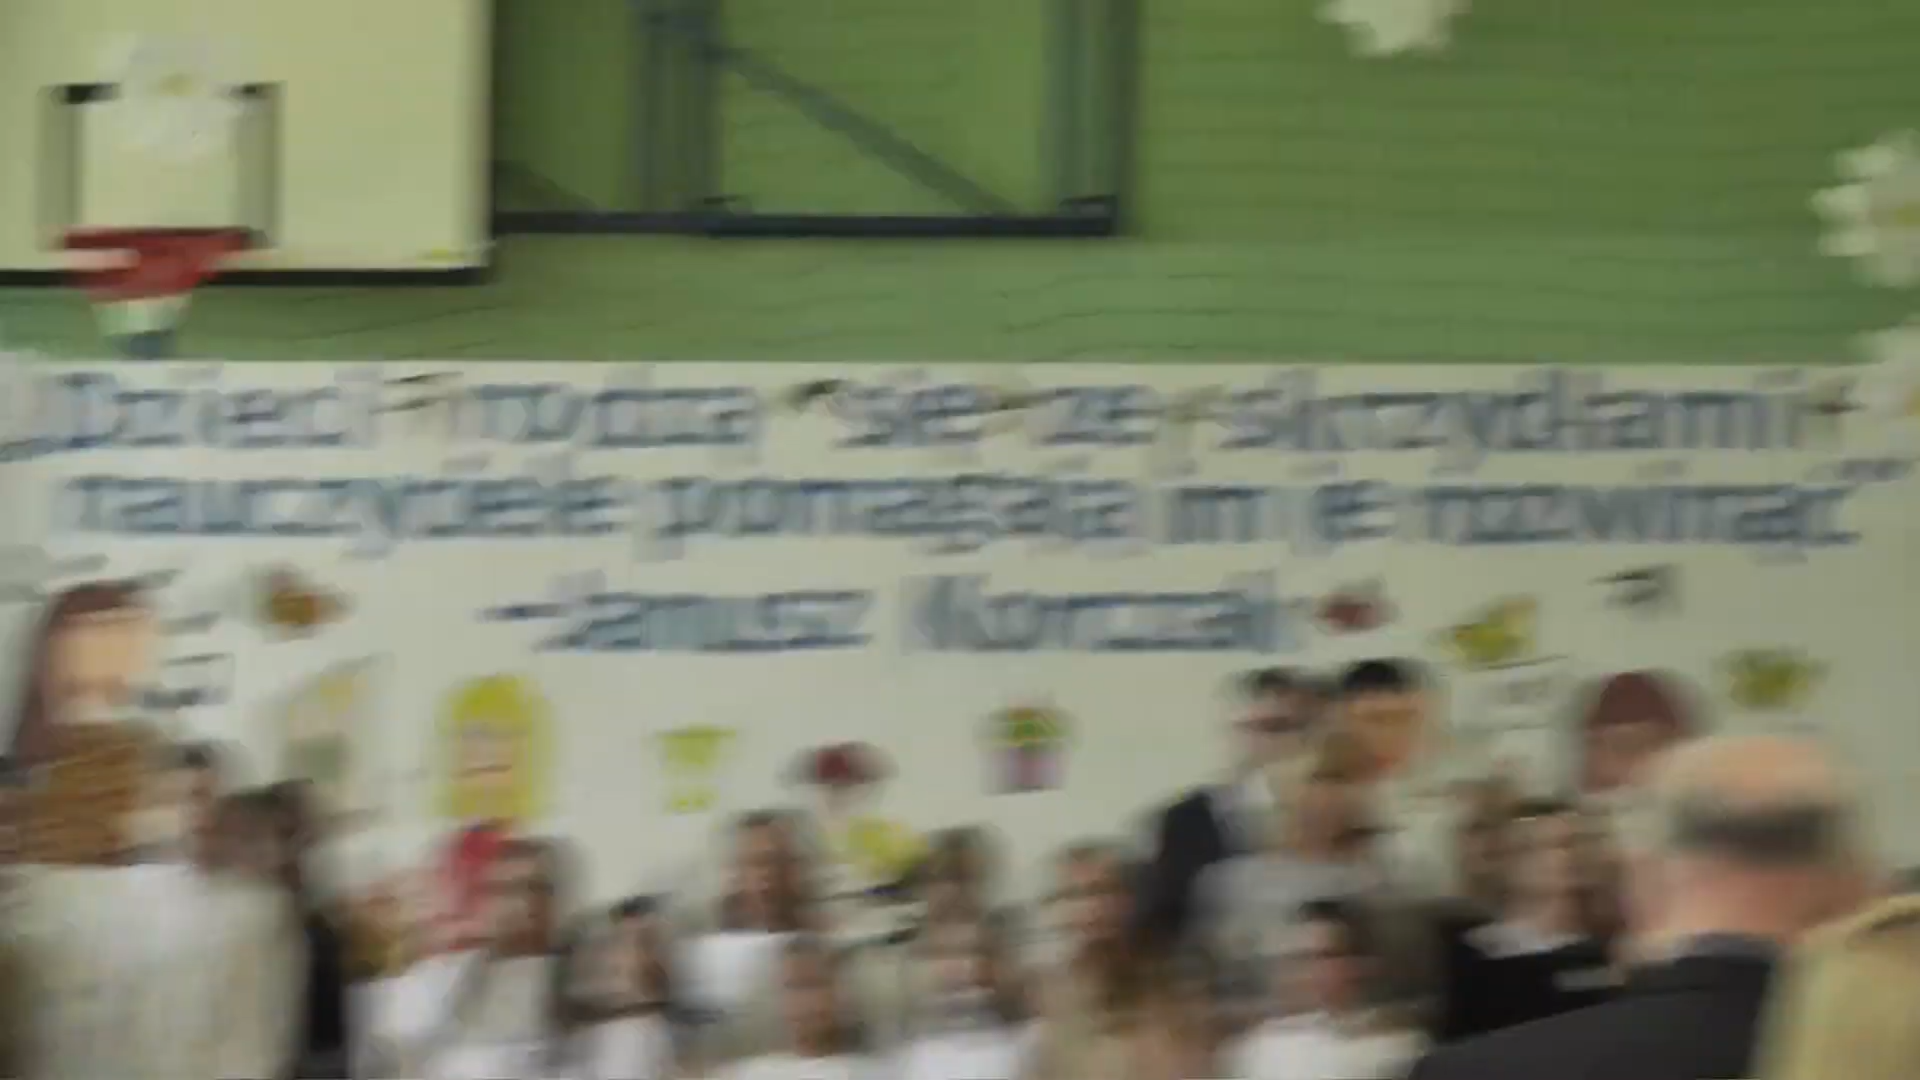 „Dzieci rodzą się ze skrzydłami
nauczyciele pomagają im je rozwinąć.”
-Janusz Korczak